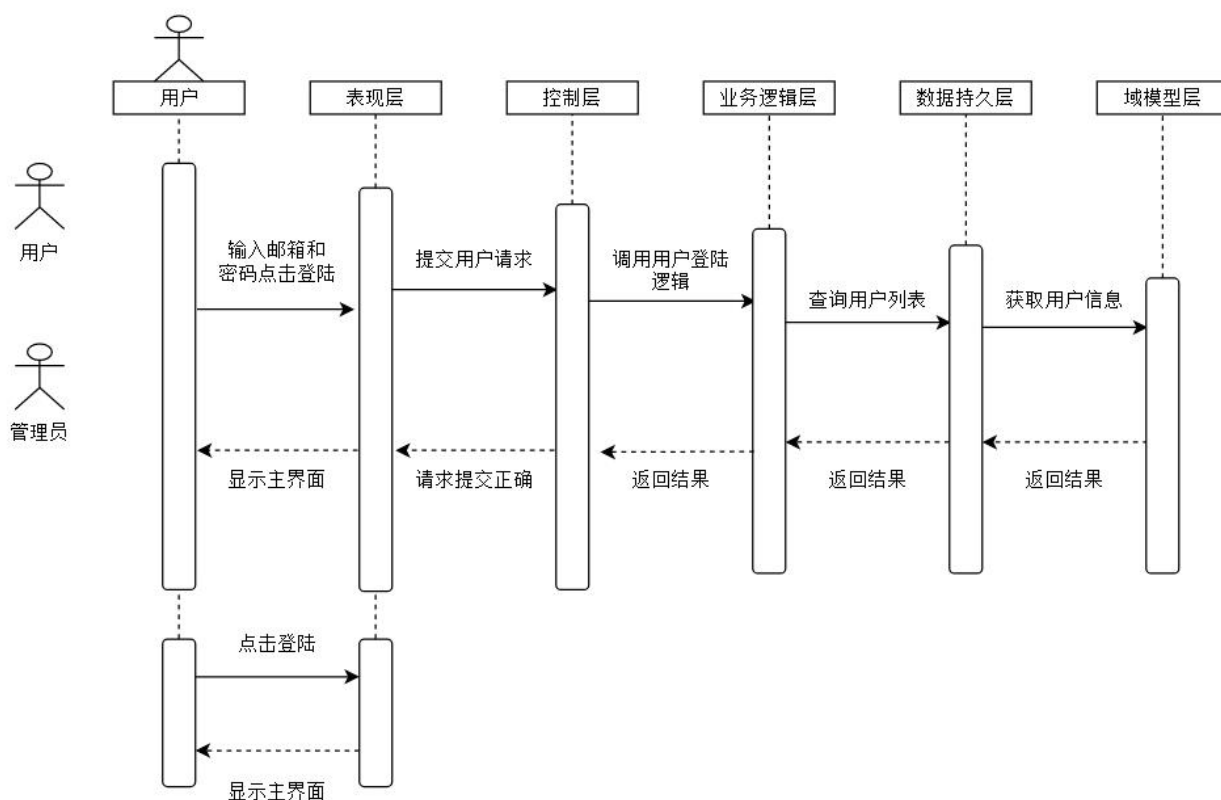 用户
表现层
控制层
业务逻辑层
数据持久层
域模型层
用户
输入邮箱和
密码点击登陆
提交用户请求
调用用户登陆
逻辑
查询用户列表
获取用户信息
管理员
显示主界面
请求提交正确
返回结果
返回结果
返回结果
点击登陆
显示主界面